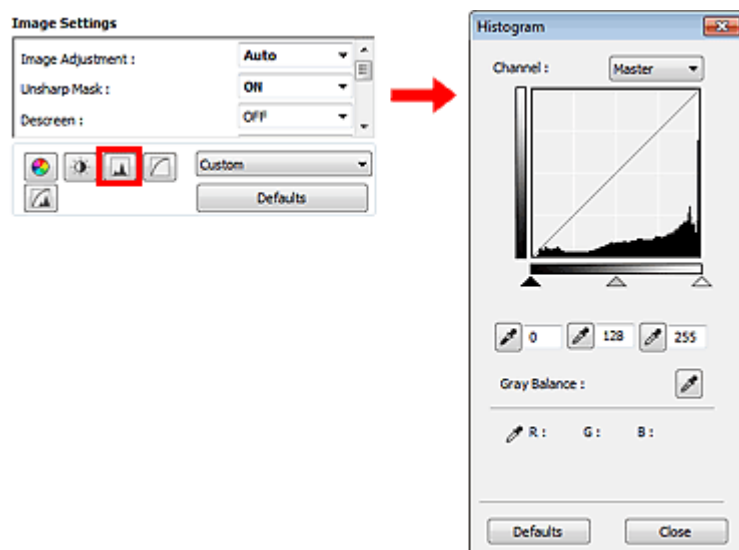 Image Settings
Image Adjustment : Auto
Unsharp Mask : ON
Descreen : OFF
Custom
Defaults
Histogram
Channel : Master
0 128 255
Gray Balance :
R : G : B :
Defaults Close